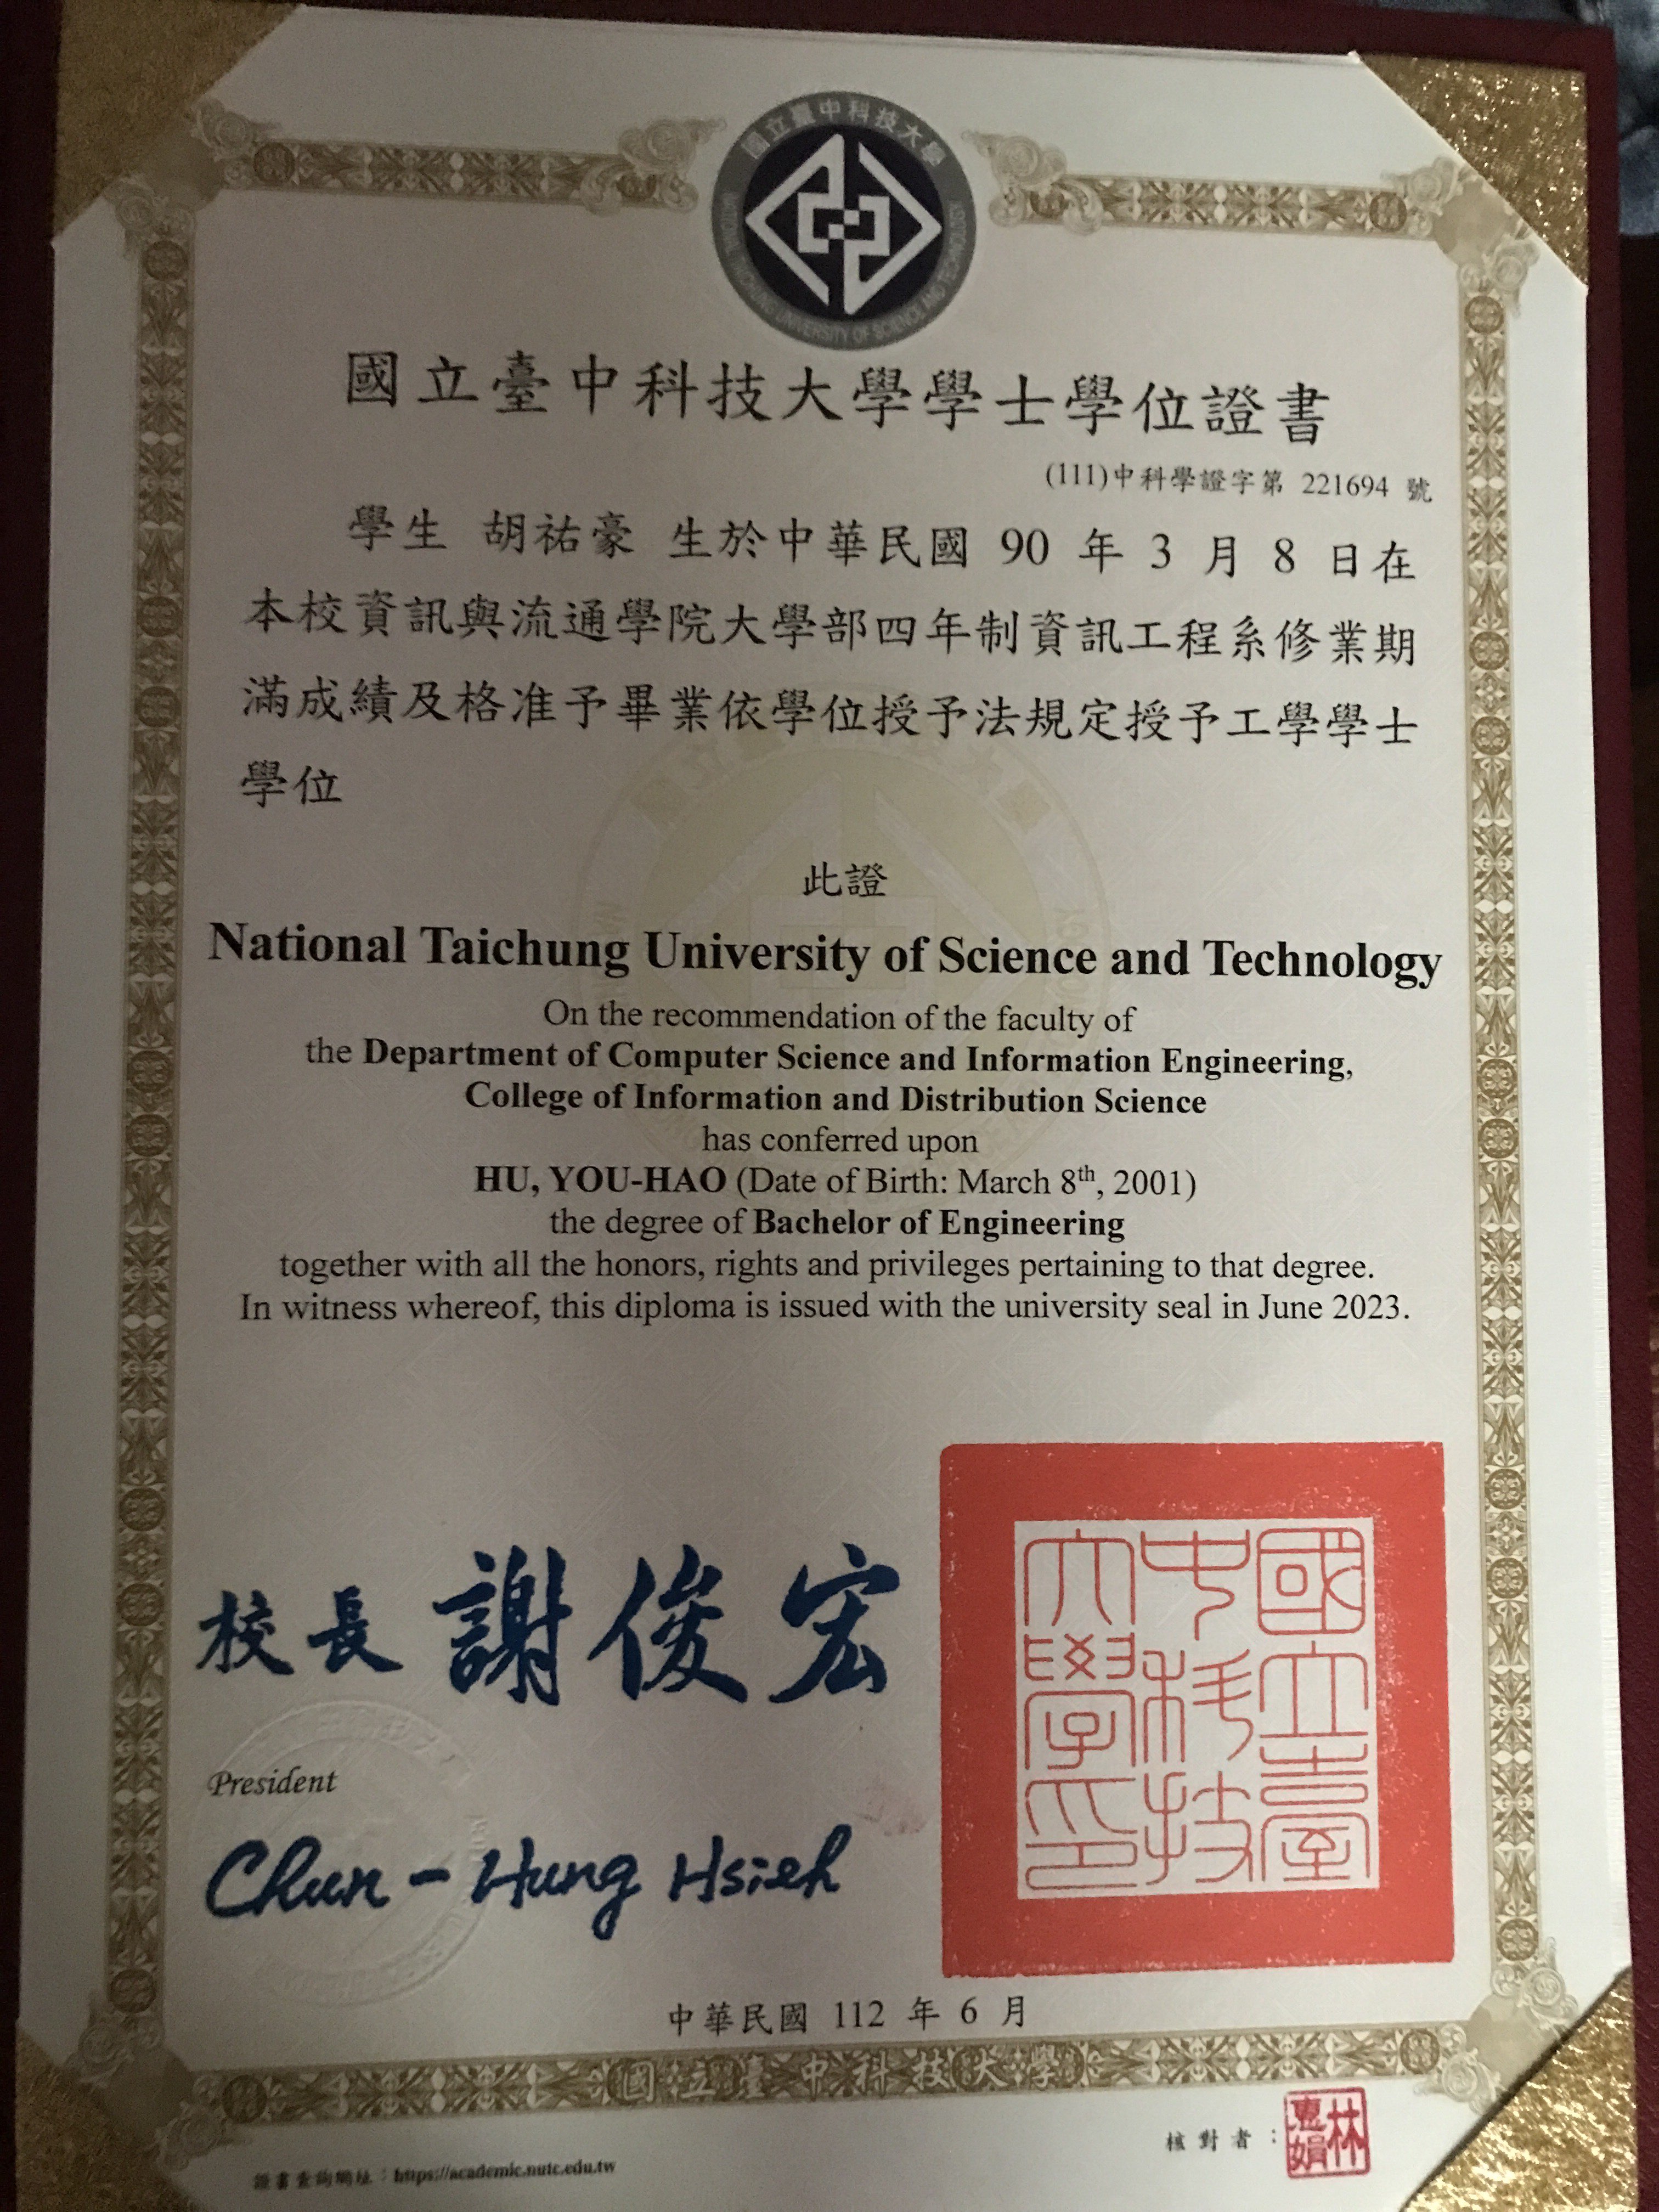 國立臺中科技大學
NATIONAL TAICHUNG UNIVERSITY OF SCIENCE AND TECHNOLOGY
國立臺中科技大學學士學位證書
(111)中科學證字第 221694 號
學生 胡祐豪 生於中華民國 90 年 3 月 8 日在
本校資訊與流通學院大學部四年制資訊工程系修業期
滿成績及格准予畢業依學位授予法規定授予工學學士
學位
此證
National Taichung University of Science and Technology
On the recommendation of the faculty of
the Department of Computer Science and Information Engineering,
College of Information and Distribution Science
has conferred upon
HU, YOU-HAO (Date of Birth: March 8th, 2001)
the degree of Bachelor of Engineering
together with all the honors, rights and privileges pertaining to that degree.
In witness whereof, this diploma is issued with the university seal in June 2023.
校長 謝俊宏
President
Chun-Hung Hsieh
國立臺
中科技
大學印
中華民國 112 年 6 月
國立臺中科技大學
核對者：林惠娟
證書查詢網址：https://academic.nutc.edu.tw